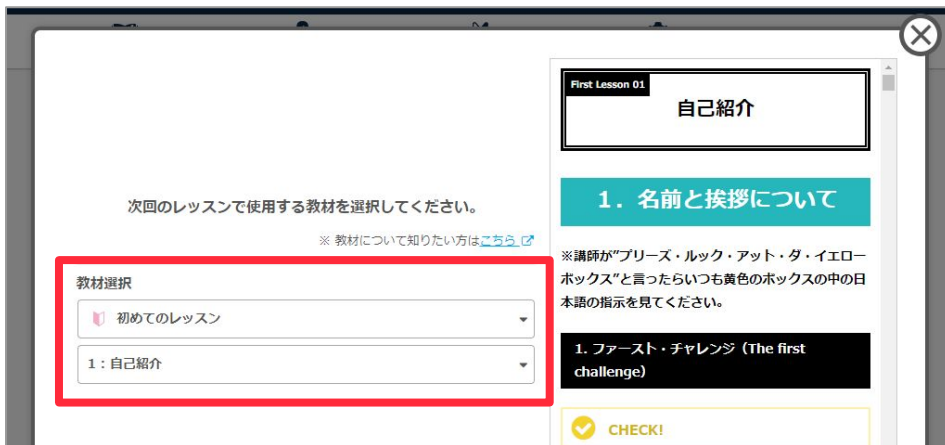 次回のレッスンで使用する教材を選択してください。
※ 教材について知りたい方はこちら
教材選択
初めてのレッスン
1：自己紹介
First Lesson 01
自己紹介
1．名前と挨拶について
※講師が”プリーズ・ルック・アット・ダ・イエロー
ボックス”と言ったらいつも黄色のボックスの中の日
本語の指示を見てください。
1. ファースト・チャレンジ（The first
challenge）
CHECK!